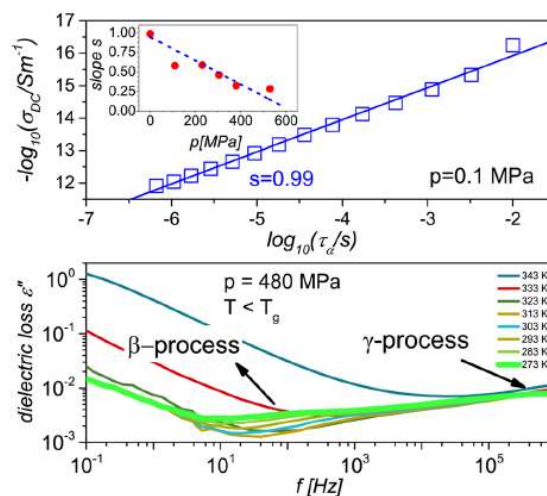 -log10(σDC/Sm-1)
16
15
14
13
12
slope s
1.00
0.75
0.50
0.25
0.00
0 200 400 600
p[MPa]
s=0.99
p=0.1 MPa
-7 -6 -5 -4 -3 -2 -1
log10(τα/s)
dielectric loss ε''
10^0
10^-1
10^-2
10^-3
p = 480 MPa
T < Tg
β-process
γ-process
343 K
333 K
323 K
313 K
303 K
293 K
283 K
273 K
10^-1 10^1 10^3 10^5
f [Hz]